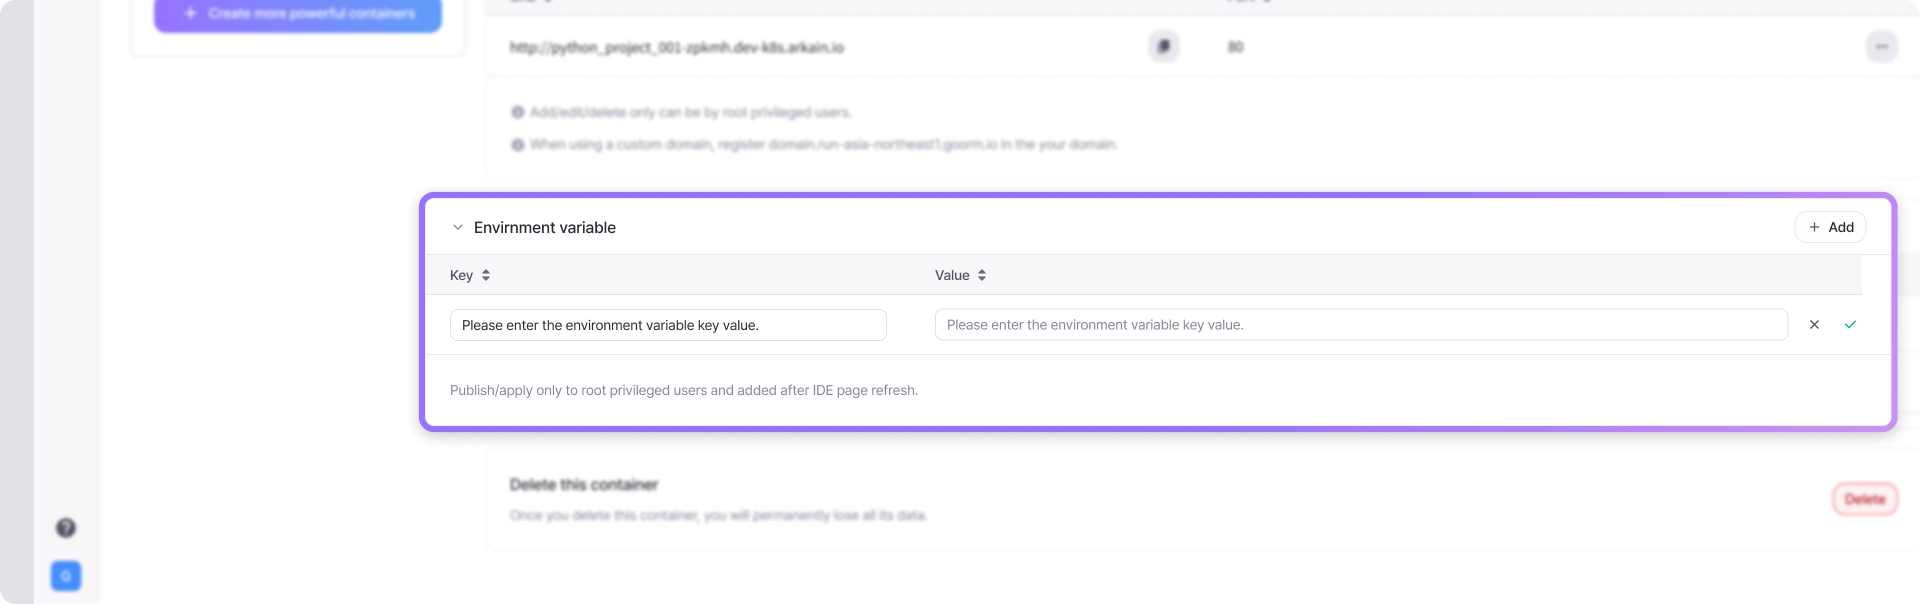 + Create more powerful containers
http://python_project_001-zpkmh.dev-k8s.arkain.io 80
Add/edit/delete only can be by root privileged users.
When using a custom domain, register domain.run-asia-northeast1.goorm.io in the your domain.
Envirnment variable + Add
Key Value
Please enter the environment variable key value. Please enter the environment variable key value.
Publish/apply only to root privileged users and added after IDE page refresh.
Delete this container
Once you delete this container, you will permanently lose all its data.
Delete
G